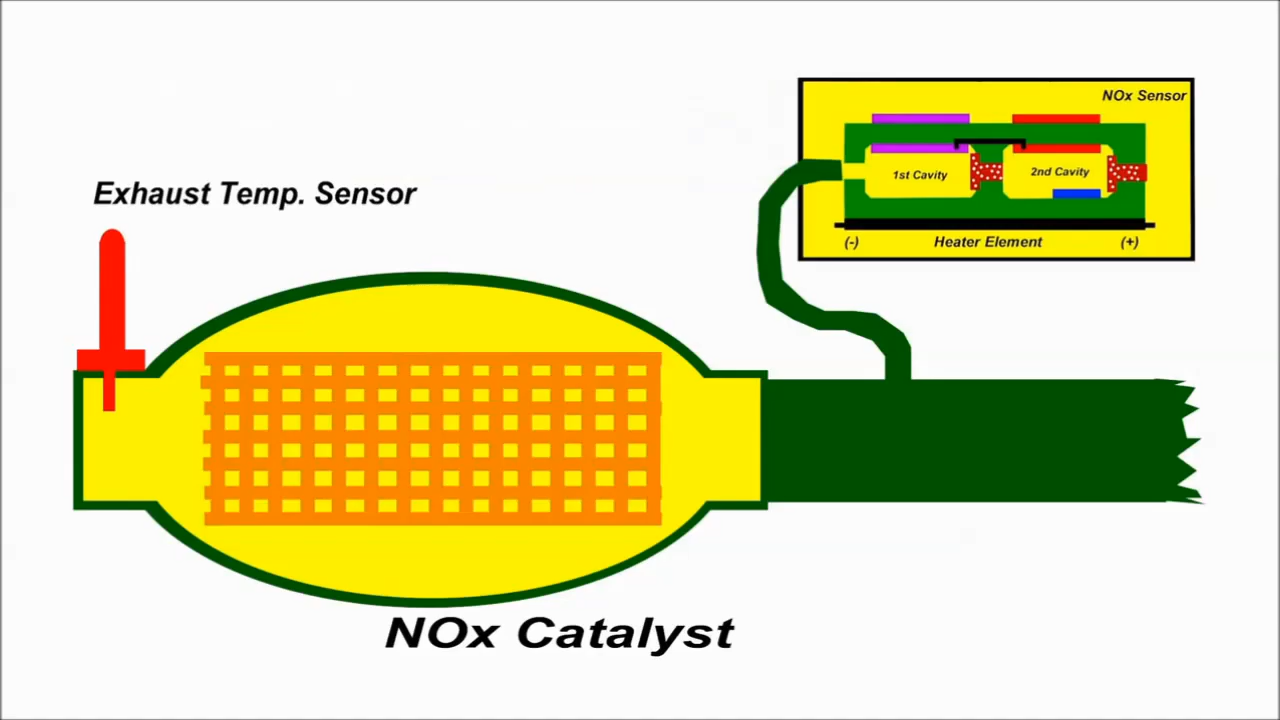 NOx Sensor
1st Cavity
2nd Cavity
(-)
Heater Element
(+)
Exhaust Temp. Sensor
NOx Catalyst